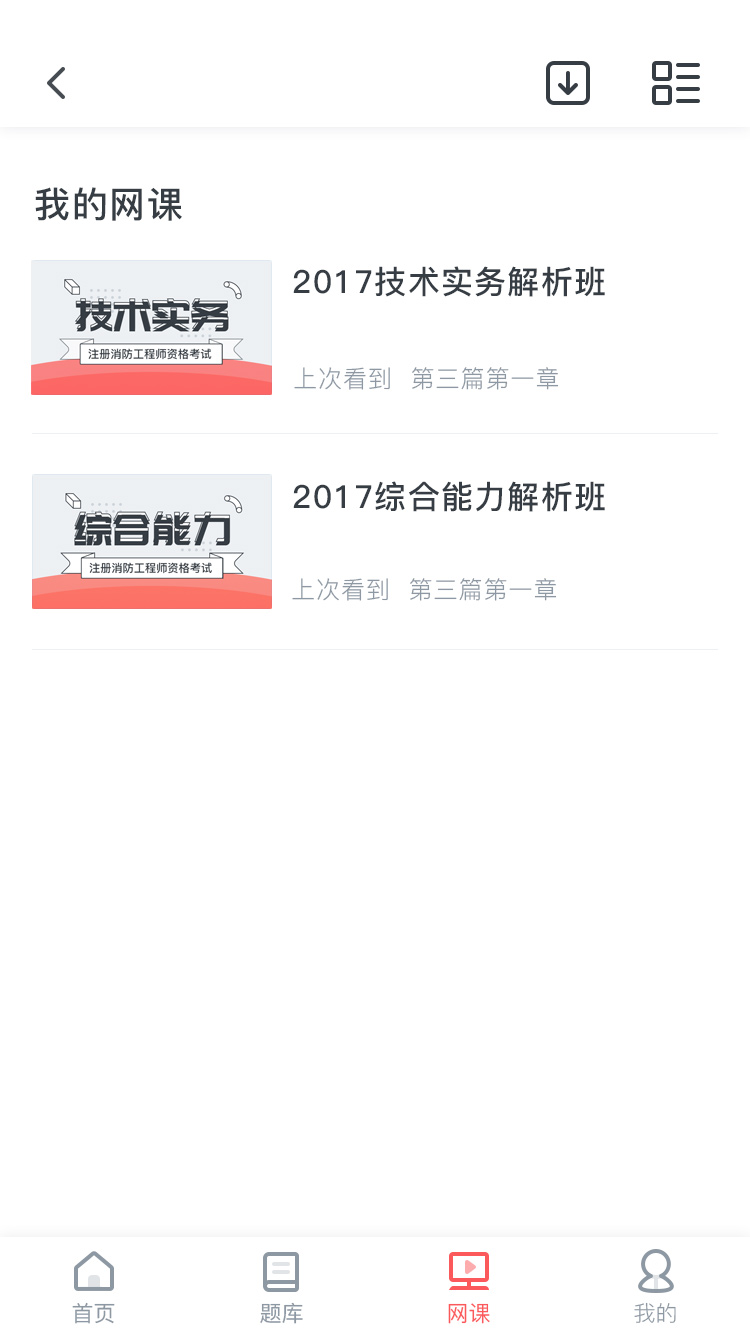 我的网课
技术实务
注册消防工程师资格考试
2017技术实务解析班
上次看到 第三篇第一章
综合能力
注册消防工程师资格考试
2017综合能力解析班
上次看到 第三篇第一章
首页
题库
网课
我的